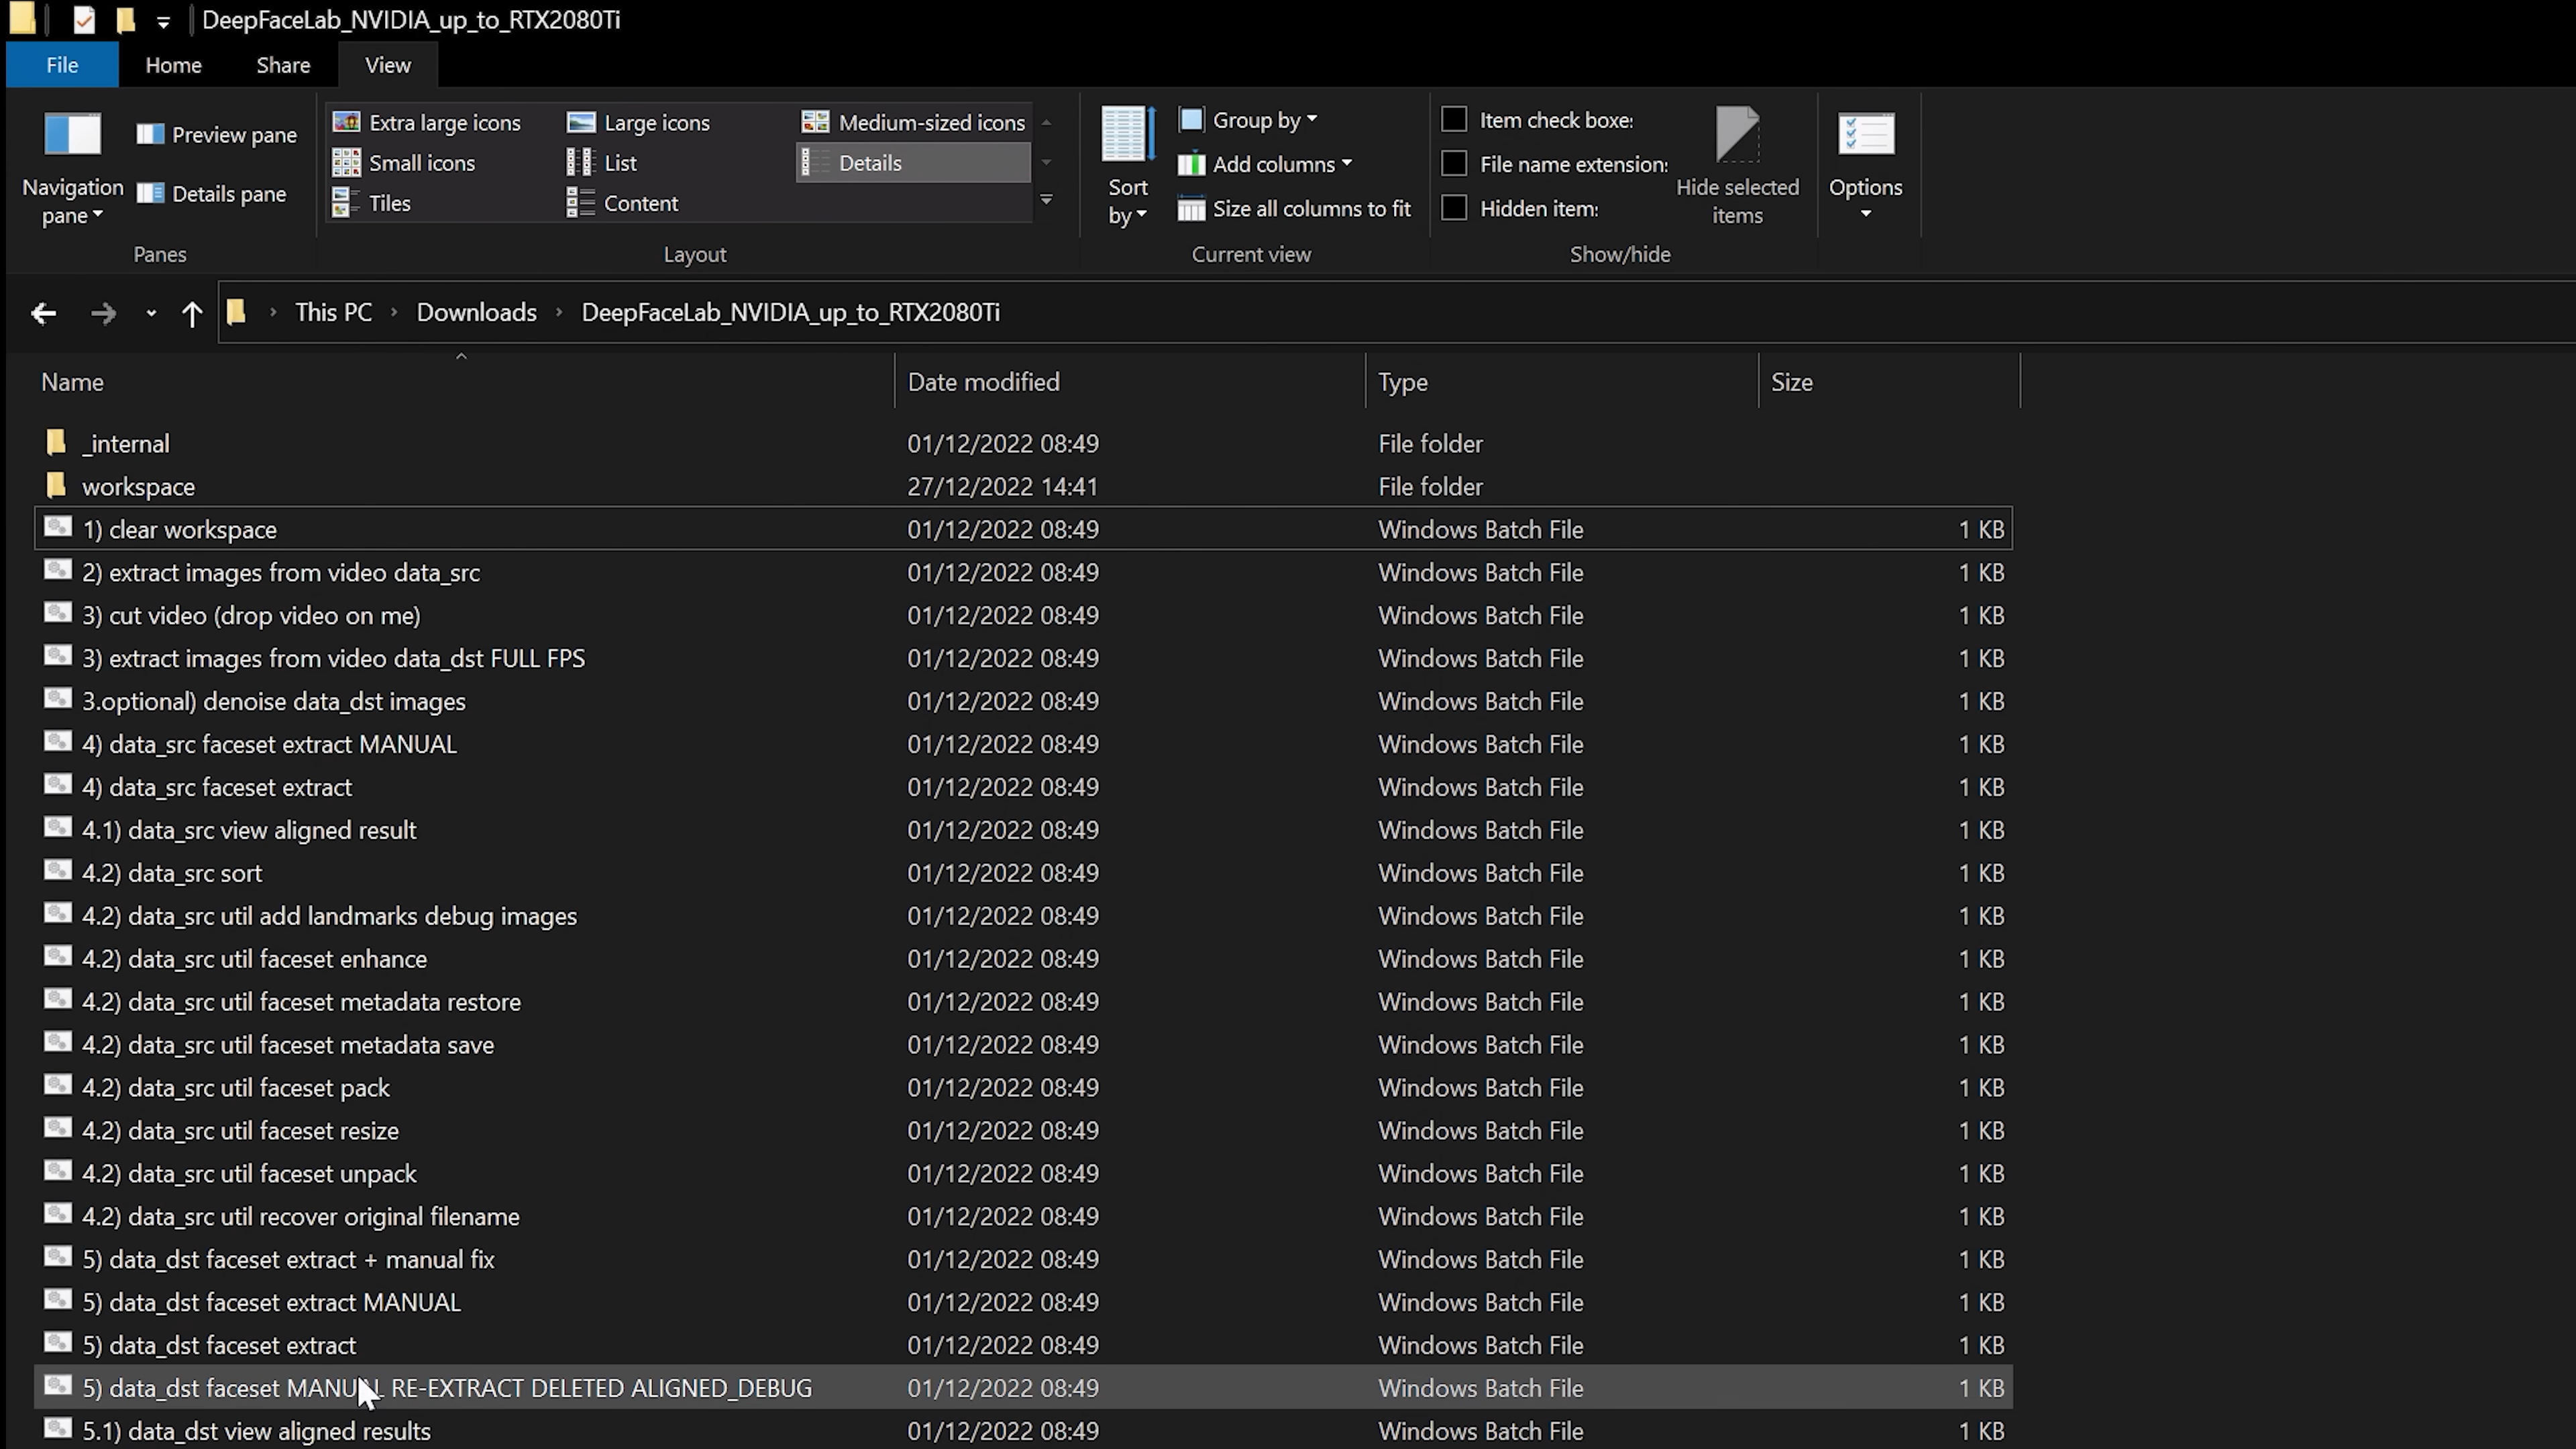 DeepFaceLab_NVIDIA_up_to_RTX2080Ti
File Home Share View
Navigation pane
Preview pane
Details pane
Panes
Extra large icons Large icons Medium-sized icons
Small icons List Details
Tiles Content
Layout
Sort by
Group by
Add columns
Size all columns to fit
Current view
Item check boxe:
File name extension:
Hidden item:
Hide selected items
Show/hide
Options
This PC Downloads DeepFaceLab_NVIDIA_up_to_RTX2080Ti
Name Date modified Type Size
_internal 01/12/2022 08:49 File folder
workspace 27/12/2022 14:41 File folder
1) clear workspace 01/12/2022 08:49 Windows Batch File 1 KB
2) extract images from video data_src 01/12/2022 08:49 Windows Batch File 1 KB
3) cut video (drop video on me) 01/12/2022 08:49 Windows Batch File 1 KB
3) extract images from video data_dst FULL FPS 01/12/2022 08:49 Windows Batch File 1 KB
3.optional) denoise data_dst images 01/12/2022 08:49 Windows Batch File 1 KB
4) data_src faceset extract MANUAL 01/12/2022 08:49 Windows Batch File 1 KB
4) data_src faceset extract 01/12/2022 08:49 Windows Batch File 1 KB
4.1) data_src view aligned result 01/12/2022 08:49 Windows Batch File 1 KB
4.2) data_src sort 01/12/2022 08:49 Windows Batch File 1 KB
4.2) data_src util add landmarks debug images 01/12/2022 08:49 Windows Batch File 1 KB
4.2) data_src util faceset enhance 01/12/2022 08:49 Windows Batch File 1 KB
4.2) data_src util faceset metadata restore 01/12/2022 08:49 Windows Batch File 1 KB
4.2) data_src util faceset metadata save 01/12/2022 08:49 Windows Batch File 1 KB
4.2) data_src util faceset pack 01/12/2022 08:49 Windows Batch File 1 KB
4.2) data_src util faceset resize 01/12/2022 08:49 Windows Batch File 1 KB
4.2) data_src util faceset unpack 01/12/2022 08:49 Windows Batch File 1 KB
4.2) data_src util recover original filename 01/12/2022 08:49 Windows Batch File 1 KB
5) data_dst faceset extract + manual fix 01/12/2022 08:49 Windows Batch File 1 KB
5) data_dst faceset extract MANUAL 01/12/2022 08:49 Windows Batch File 1 KB
5) data_dst faceset extract 01/12/2022 08:49 Windows Batch File 1 KB
5) data_dst faceset MANUAL RE-EXTRACT DELETED ALIGNED_DEBUG 01/12/2022 08:49 Windows Batch File 1 KB
5.1) data_dst view aligned results 01/12/2022 08:49 Windows Batch File 1 KB